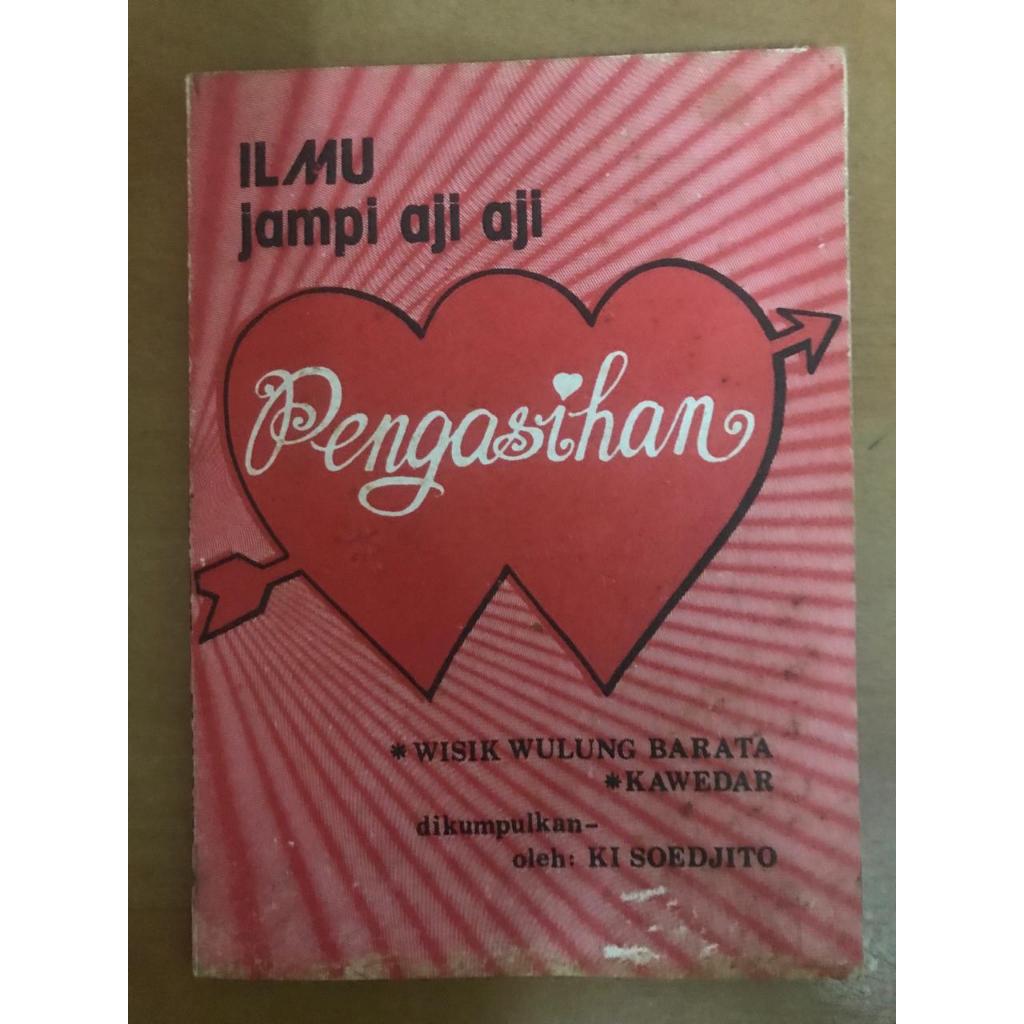 ILMU
jampi aji aji
Pengasihan
*WISIK WULUNG BARATA
*KAWEDAR
dikumpulkan-
oleh: KI SOEDJITO